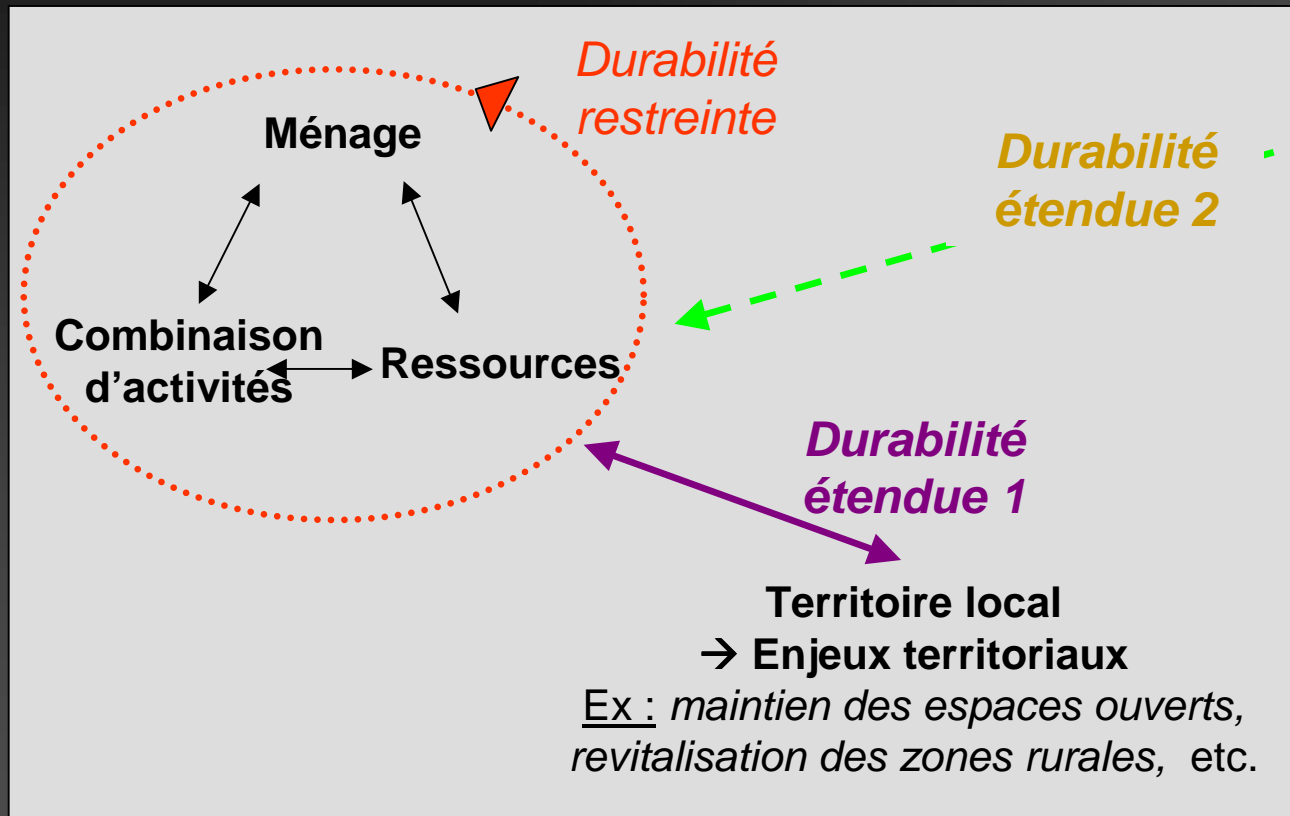 Durabilité
restreinte
Ménage
Combinaison
d’activités
Ressources
Durabilité
étendue 2
Durabilité
étendue 1
Territoire local
→ Enjeux territoriaux
Ex : maintien des espaces ouverts,
revitalisation des zones rurales, etc.